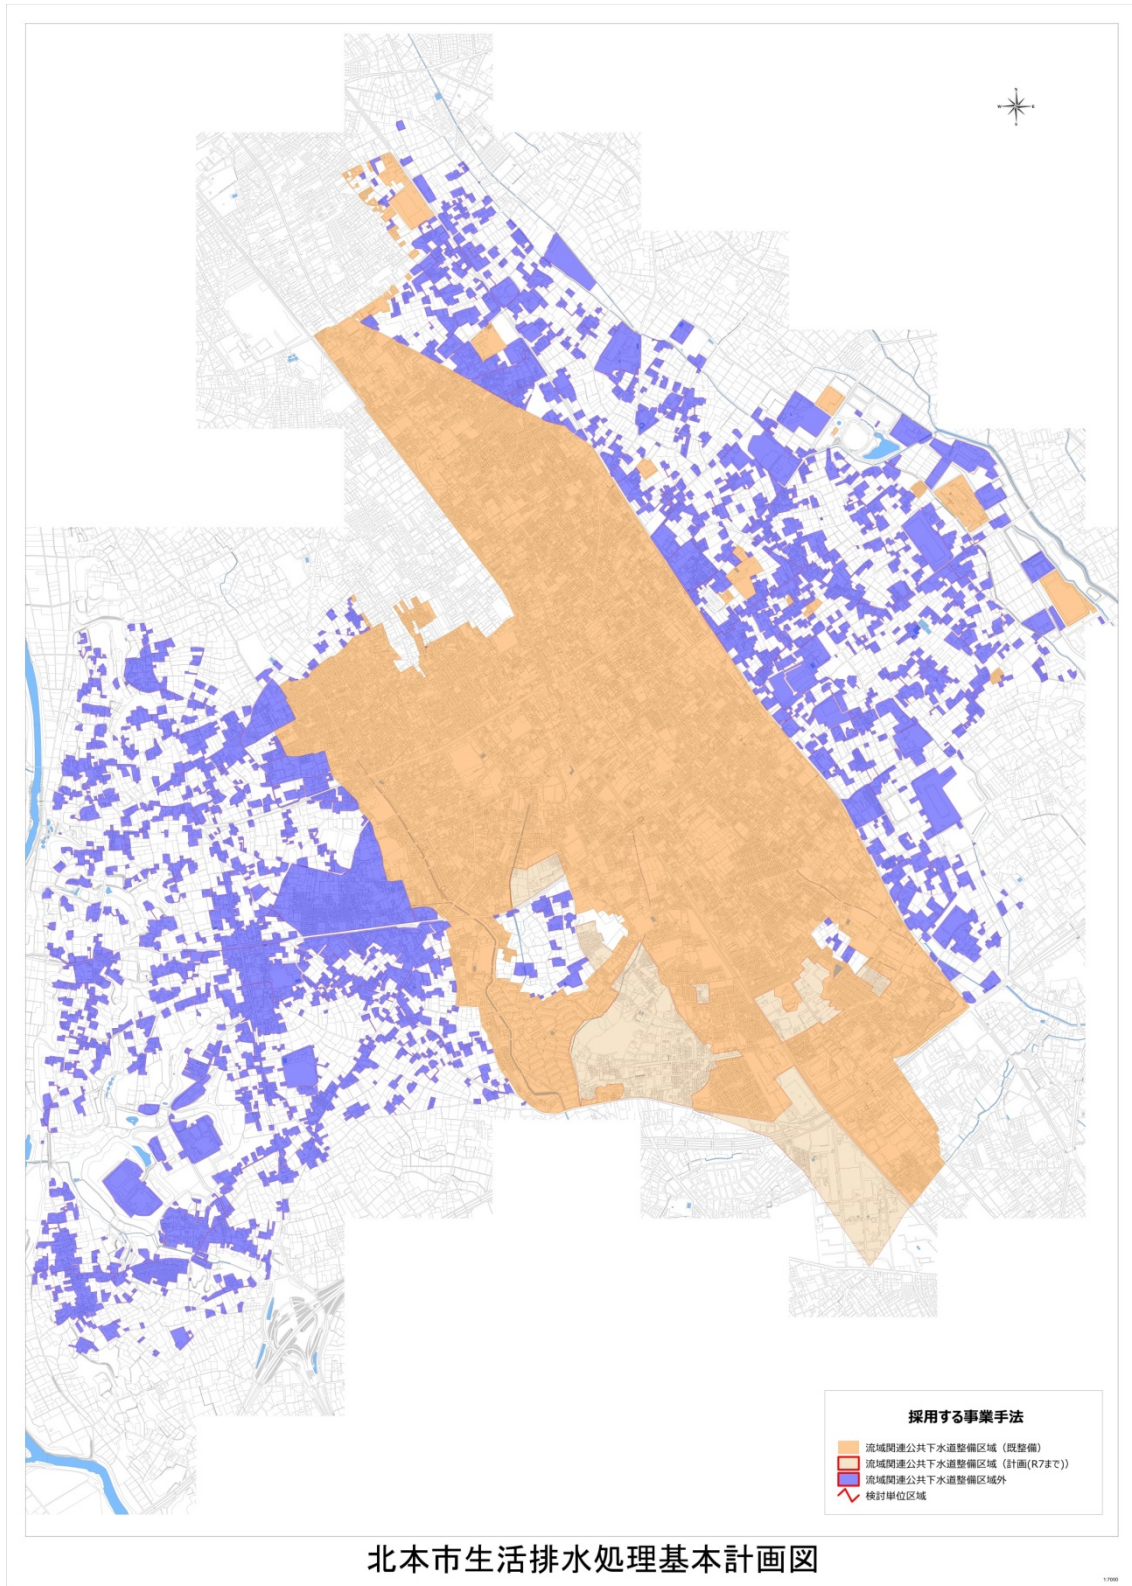 N
W
E
S
採用する事業手法
流域関連公共下水道整備区域（既整備）
流域関連公共下水道整備区域（計画(R7まで)）
流域関連公共下水道整備区域外
検討単位区域
北本市生活排水処理基本計画図
1:7000